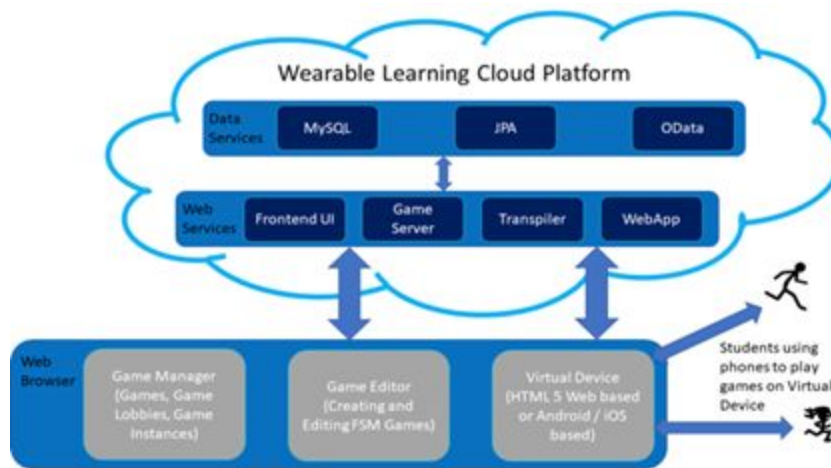 Wearable Learning Cloud Platform
Data
Services
MySQL
JPA
OData
Web
Services
Frontend UI
Game
Server
Transpiler
WebApp
Web
Browser
Game Manager
(Games, Game
Lobbies, Game
Instances)
Game Editor
(Creating and
Editing FSM Games)
Virtual Device
(HTML 5 Web based
or Android / iOS
based)
Students using
phones to play
games on Virtual
Device